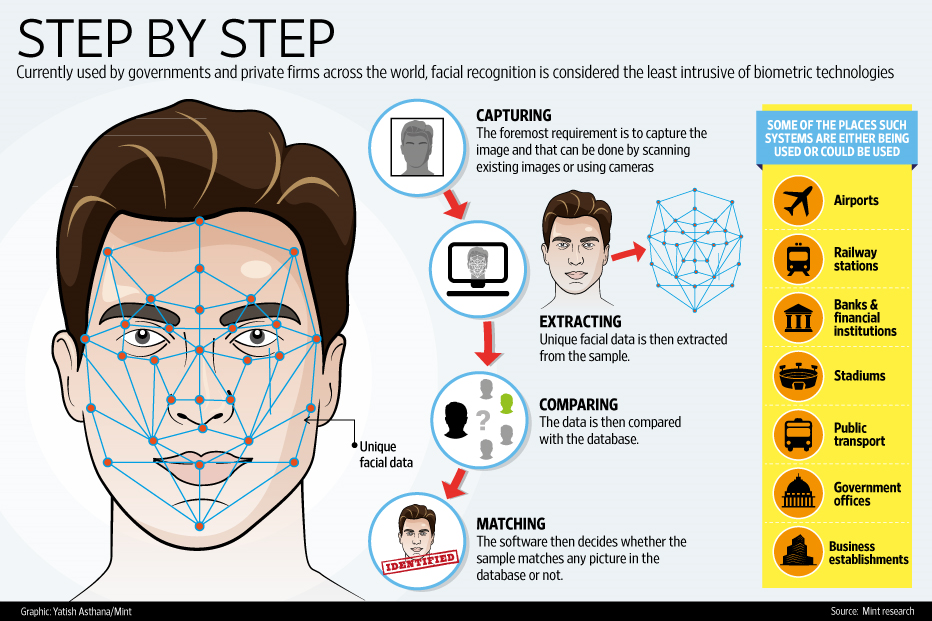 STEP BY STEP
Currently used by governments and private firms across the world, facial recognition is considered the least intrusive of biometric technologies
CAPTURING
The foremost requirement is to capture the
image and that can be done by scanning
existing images or using cameras
EXTRACTING
Unique facial data is then extracted
from the sample.
COMPARING
The data is then compared
with the database.
?
Unique
facial data
MATCHING
The software then decides whether the
sample matches any picture in the
database or not.
IDENTIFIED
SOME OF THE PLACES SUCH
SYSTEMS ARE EITHER BEING
USED OR COULD BE USED
Airports
Railway
stations
Banks &
financial
institutions
Stadiums
Public
transport
Government
offices
Business
establishments
Graphic: Yatish Asthana/Mint
Source: Mint research